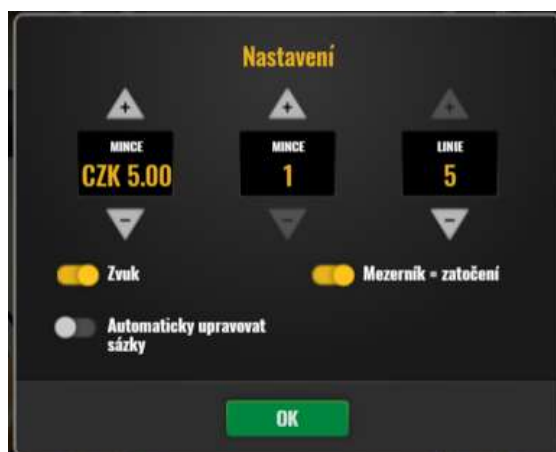 Nastavení
+ + +
MINCE MINCE LINIE
CZK 5.00 1 5
− − −
Zvuk Mezerník = zatočení
Automaticky upravovat
sázky
OK